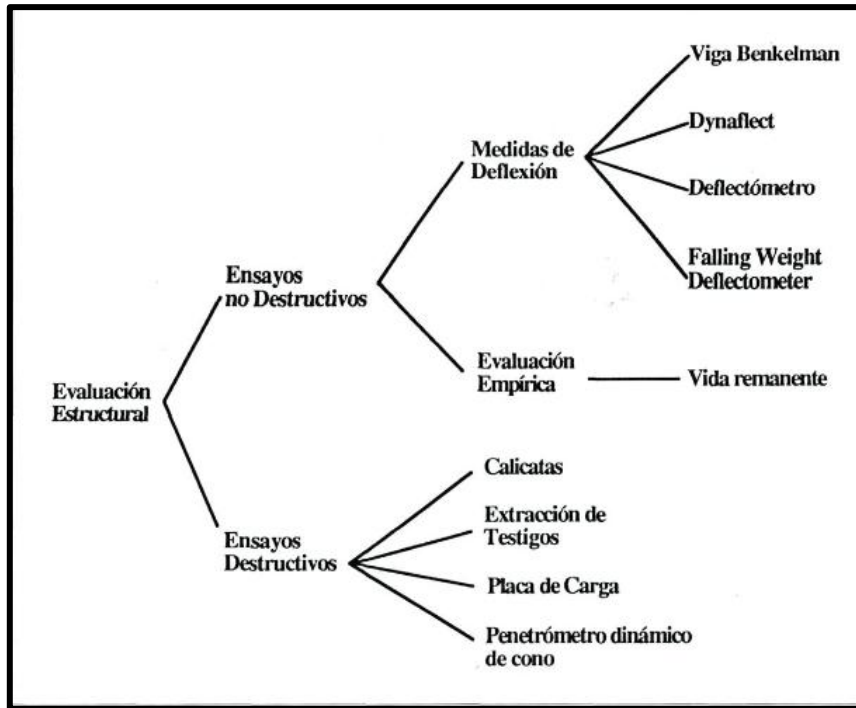 Viga Benkelman
Dynaflect
Medidas de
Deflexión
Deflectómetro
Falling Weight
Deflectometer
Ensayos
no Destructivos
Evaluación
Empírica
Vida remanente
Evaluación
Estructural
Calicatas
Extracción de
Testigos
Ensayos
Destructivos
Placa de Carga
Penetrómetro dinámico
de cono